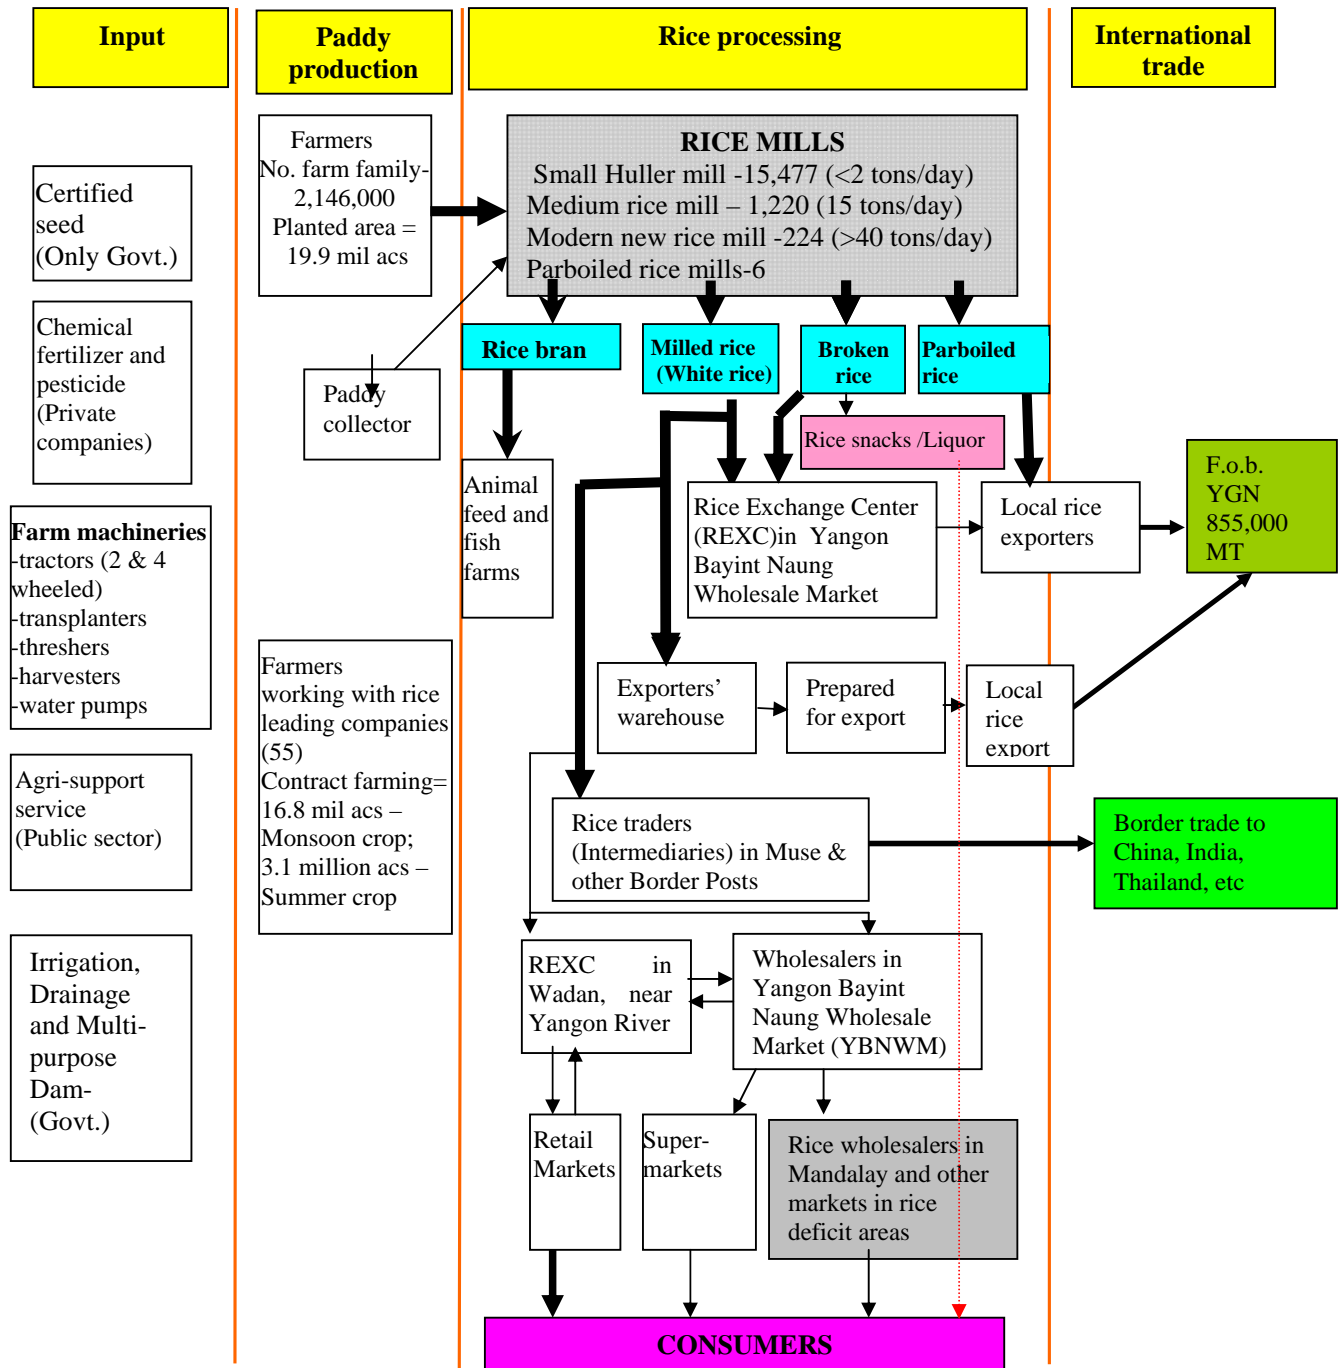 Input
Paddy
production
Rice processing
International
trade
Certified
seed
(Only Govt.)
Chemical
fertilizer and
pesticide
(Private
companies)
Farm machineries
-tractors (2 & 4
wheeled)
-transplanters
-threshers
-harvesters
-water pumps
Agri-support
service
(Public sector)
Irrigation,
Drainage
and Multi-
purpose
Dam-
(Govt.)
Farmers
No. farm family-
2,146,000
Planted area =
19.9 mil acs
Paddy
collector
Farmers
working with rice
leading companies
(55)
Contract farming=
16.8 mil acs –
Monsoon crop;
3.1 million acs –
Summer crop
RICE MILLS
Small Huller mill -15,477 (<2 tons/day)
Medium rice mill – 1,220 (15 tons/day)
Modern new rice mill -224 (>40 tons/day)
Parboiled rice mills-6
Rice bran
Milled rice
(White rice)
Broken
rice
Parboiled
rice
Rice snacks /Liquor
Animal
feed and
fish
farms
Rice Exchange Center
(REXC)in Yangon
Bayint Naung
Wholesale Market
Local rice
exporters
F.o.b.
YGN
855,000
MT
Exporters’
warehouse
Prepared
for export
Local
rice
export
Rice traders
(Intermediaries) in Muse &
other Border Posts
Border trade to
China, India,
Thailand, etc
REXC in
Wadan, near
Yangon River
Wholesalers in
Yangon Bayint
Naung Wholesale
Market (YBNWM)
Retail
Markets
Super-
markets
Rice wholesalers in
Mandalay and other
markets in rice
deficit areas
CONSUMERS